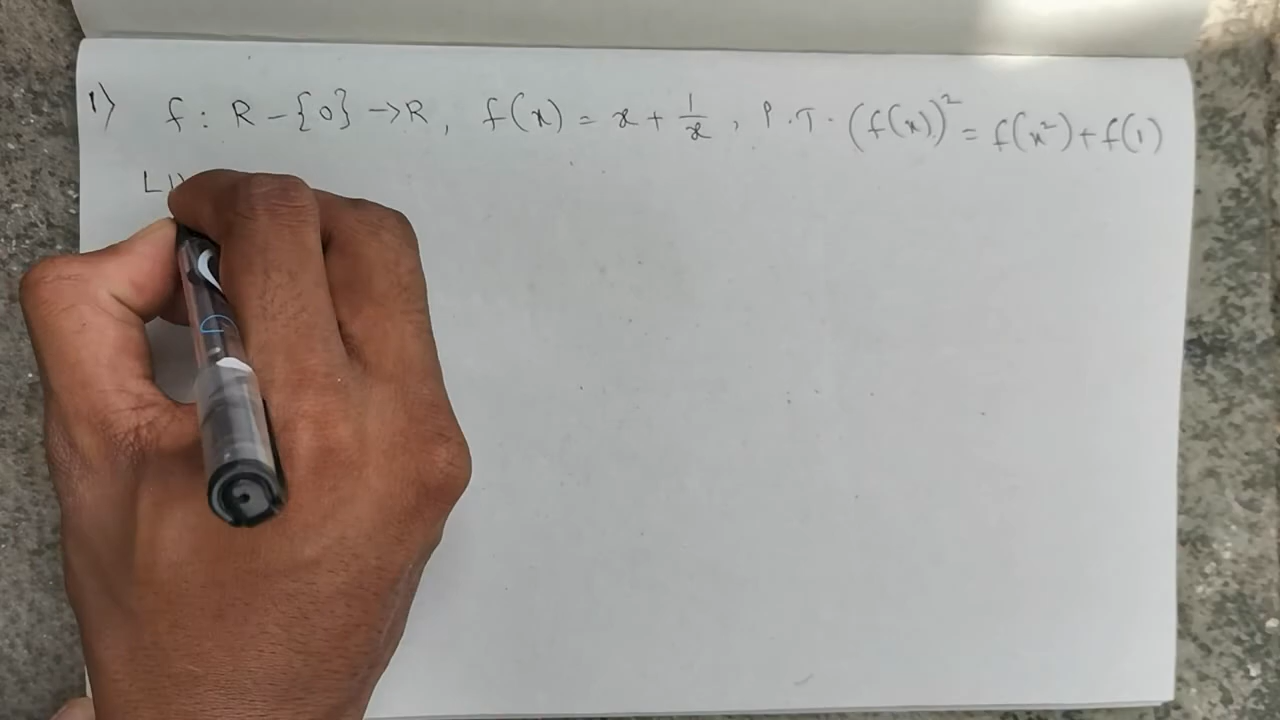 1) f : R - {0} → R, f(x) = x + 1/x, P.T. (f(x))² = f(x²) + f(1)